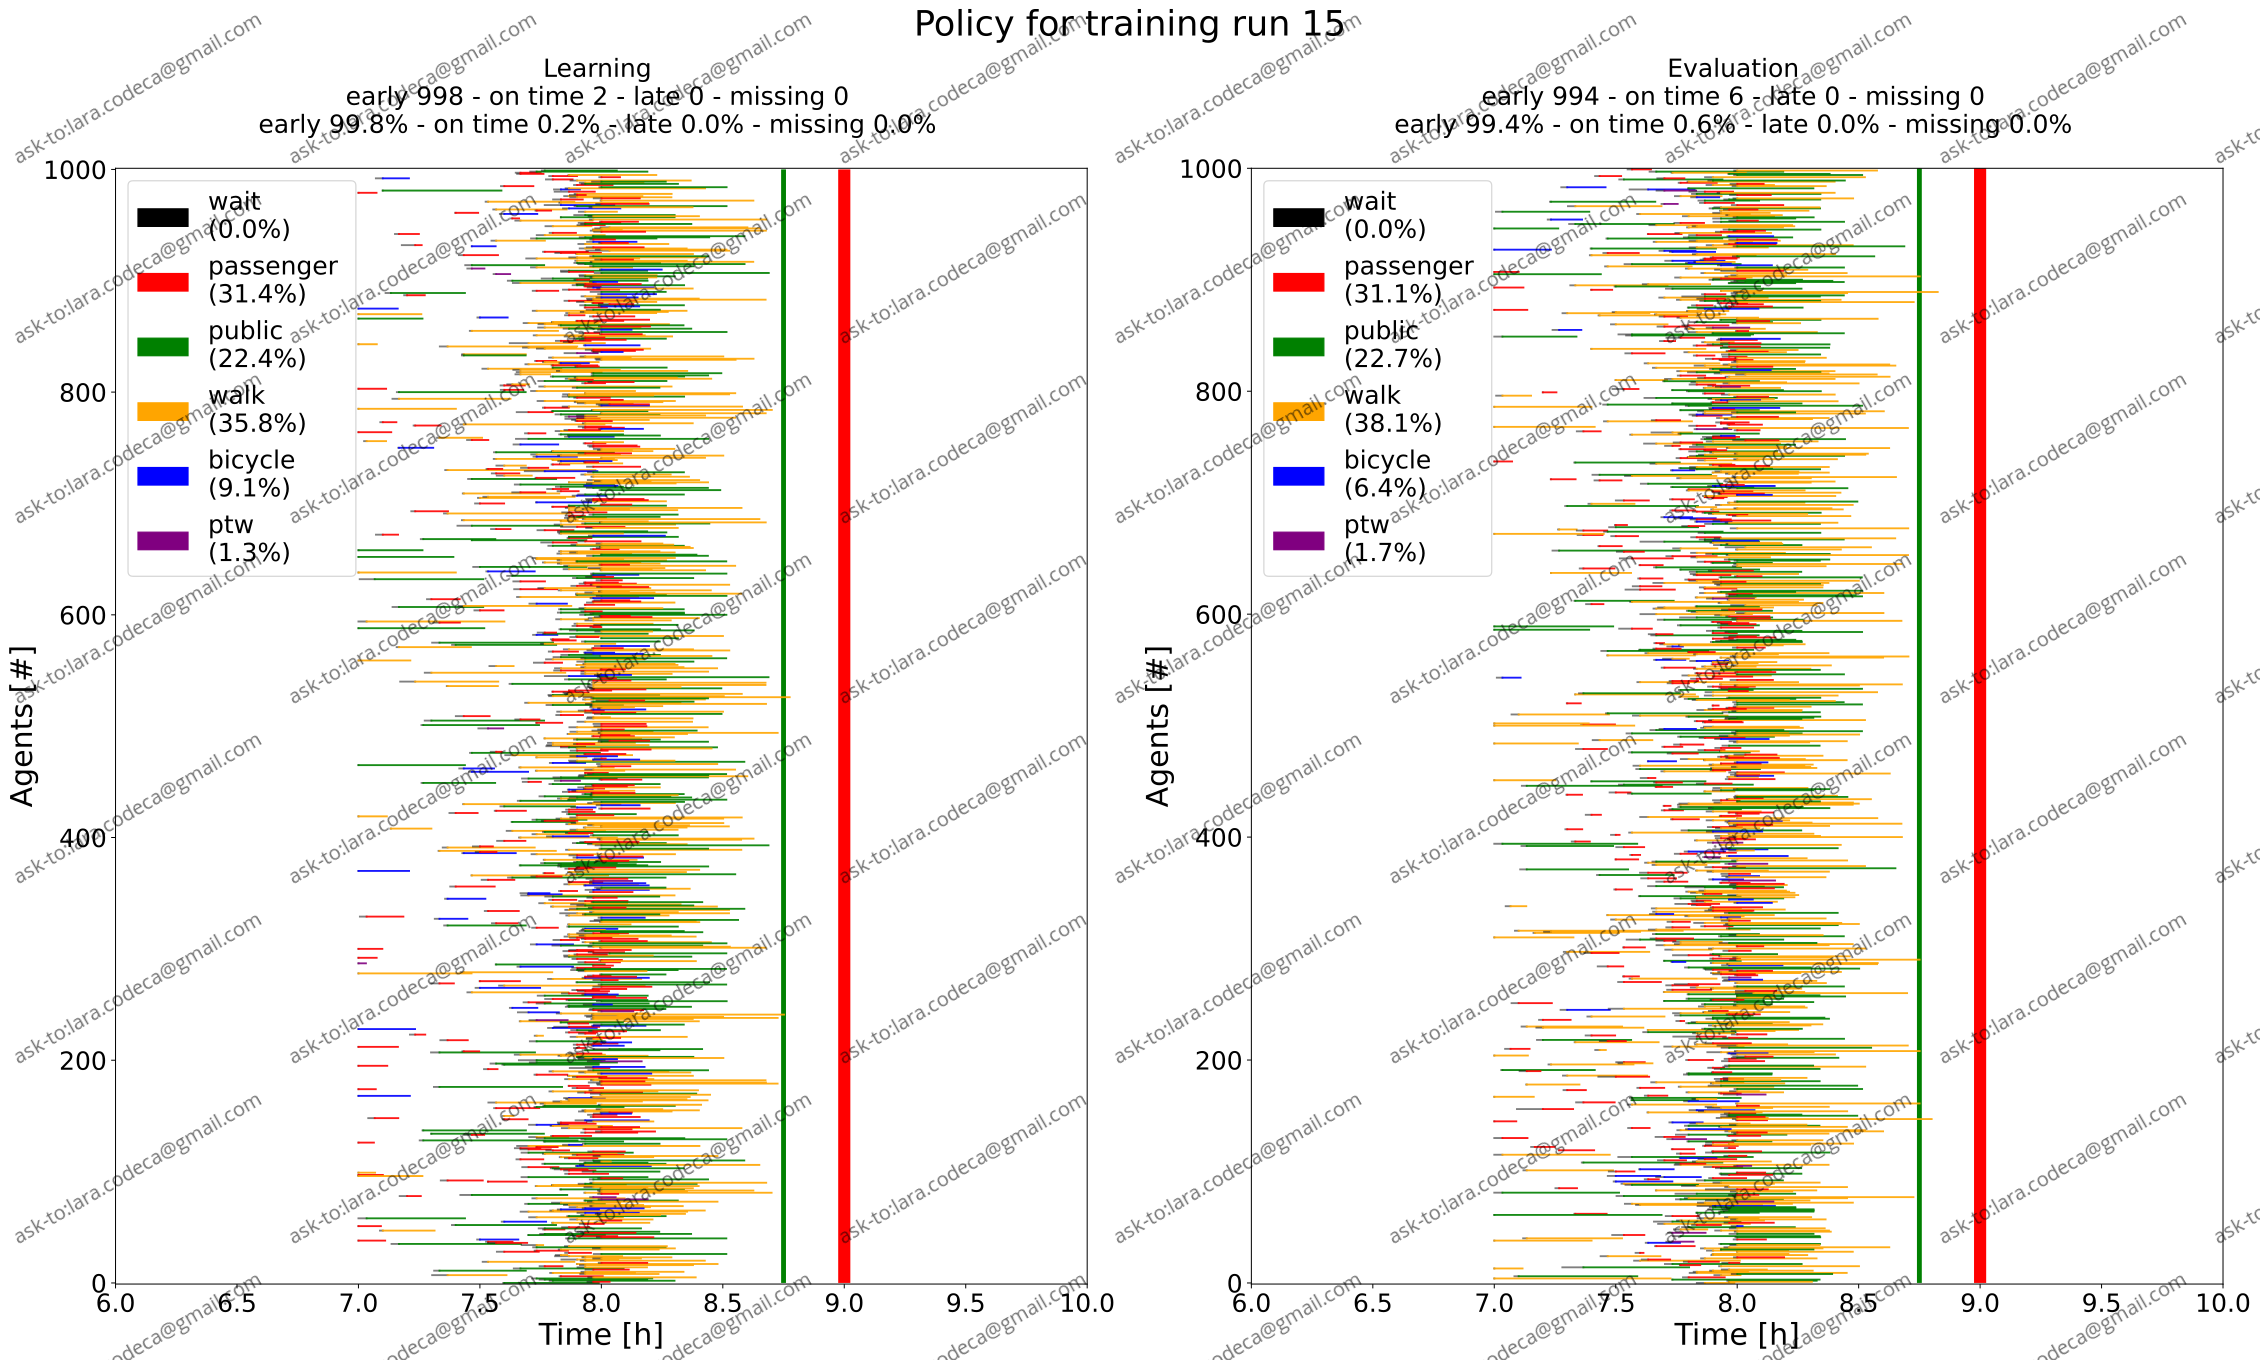 Policy for training run 15
Learning
early 998 - on time 2 - late 0 - missing 0
early 99.8% - on time 0.2% - late 0.0% - missing 0.0%
Agents [#]
1000
800
600
400
200
0
wait
(0.0%)
passenger
(31.4%)
public
(22.4%)
walk
(35.8%)
bicycle
(9.1%)
ptw
(1.3%)
6.0 6.5 7.0 7.5 8.0 8.5 9.0 9.5 10.0
Time [h]
Evaluation
early 994 - on time 6 - late 0 - missing 0
early 99.4% - on time 0.6% - late 0.0% - missing 0.0%
Agents [#]
1000
800
600
400
200
0
wait
(0.0%)
passenger
(31.1%)
public
(22.7%)
walk
(38.1%)
bicycle
(6.4%)
ptw
(1.7%)
6.0 6.5 7.0 7.5 8.0 8.5 9.0 9.5 10.0
Time [h]
ask-to:lara.codeca@gmail.com